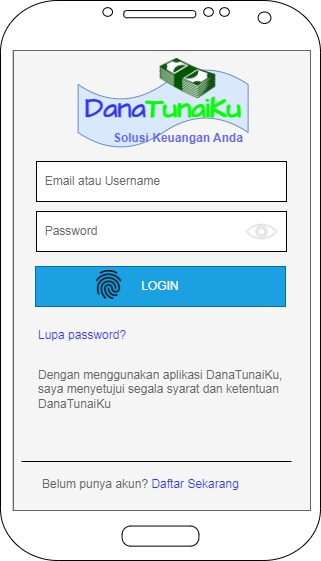 DanaTunaiKu
Solusi Keuangan Anda
Email atau Username
Password
LOGIN
Lupa password?
Dengan menggunakan aplikasi DanaTunaiKu,
saya menyetujui segala syarat dan ketentuan
DanaTunaiKu
Belum punya akun? Daftar Sekarang